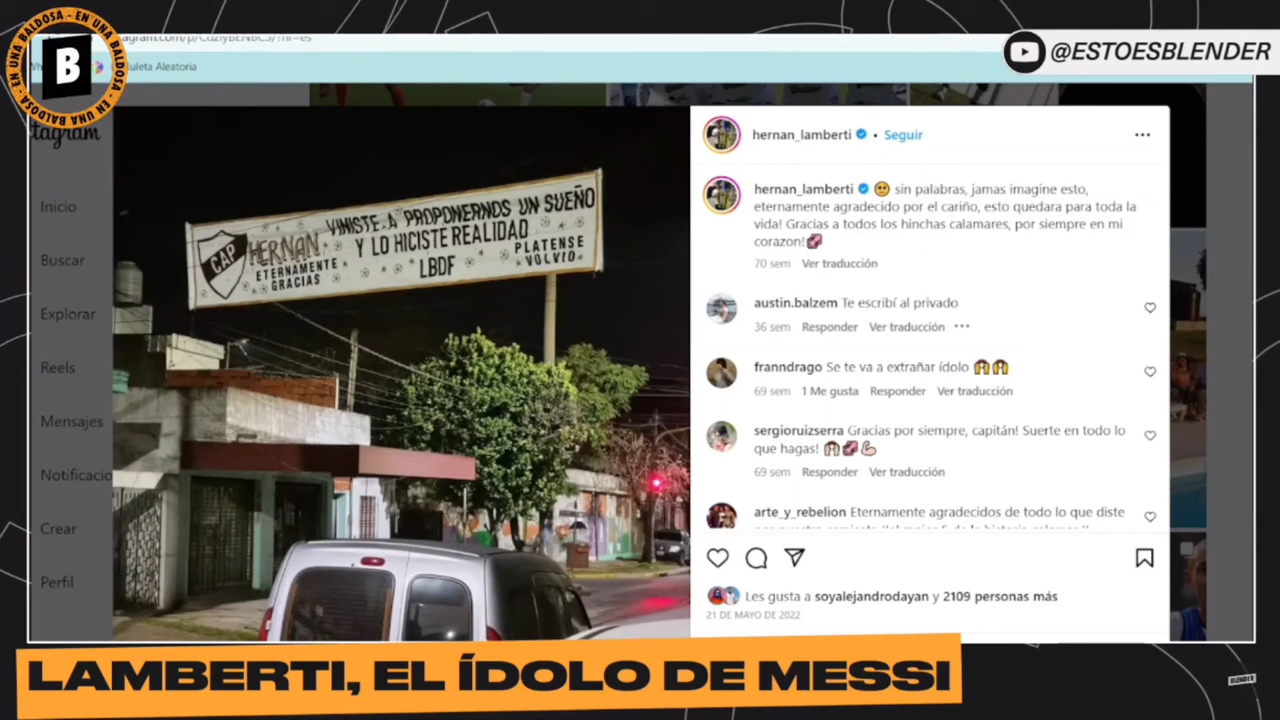 EN UNA BALDOSA - EN UNA BALDOSA - EN UNA BALDOSA
B
@ESTOESBLENDER
uleta Aleatoria
tagram
Inicio
Buscar
Explorar
Reels
Mensajes
Notificacio
Crear
Perfil
CAP
HERNAN
ETERNAMENTE
GRACIAS
VINISTE A PROPONERNOS UN SUEÑO
Y LO HICISTE REALIDAD
LBDF
PLATENSE
VOLVIO
hernan_lamberti • Seguir
hernan_lamberti 🥺 sin palabras, jamas imagine esto,
eternamente agradecido por el cariño, esto quedara para toda la
vida! Gracias a todos los hinchas calamares, por siempre en mi
corazon!🦑
70 sem Ver traducción
austin.balzem Te escribí al privado
36 sem Responder Ver traducción •••
franndrago Se te va a extrañar ídolo
69 sem 1 Me gusta Responder Ver traducción
sergioruizserra Gracias por siempre, capitán! Suerte en todo lo
que hagas! 🦑💪🏻
69 sem Responder Ver traducción
arte_y_rebelion Eternamente agradecidos de todo lo que diste
Les gusta a soyalejandrodayan y 2109 personas más
21 DE MAYO DE 2022
LAMBERTI, EL ÍDOLO DE MESSI
BLENDER